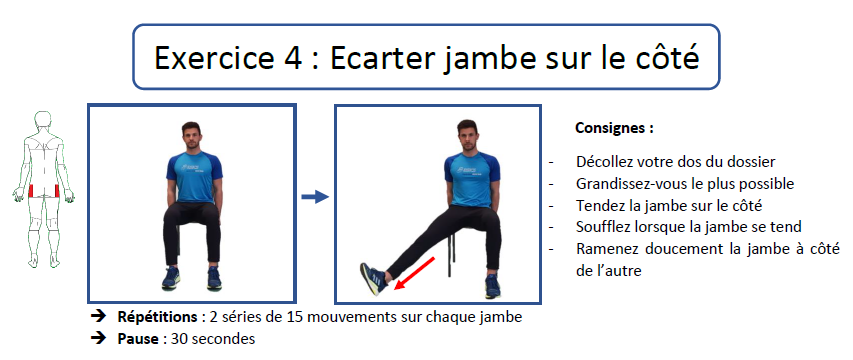 Exercice 4 : Ecarter jambe sur le côté
Consignes :
- Décollez votre dos du dossier
- Grandissez-vous le plus possible
- Tendez la jambe sur le côté
- Soufflez lorsque la jambe se tend
- Ramenez doucement la jambe à côté
de l'autre
➔ Répétitions : 2 séries de 15 mouvements sur chaque jambe
➔ Pause : 30 secondes